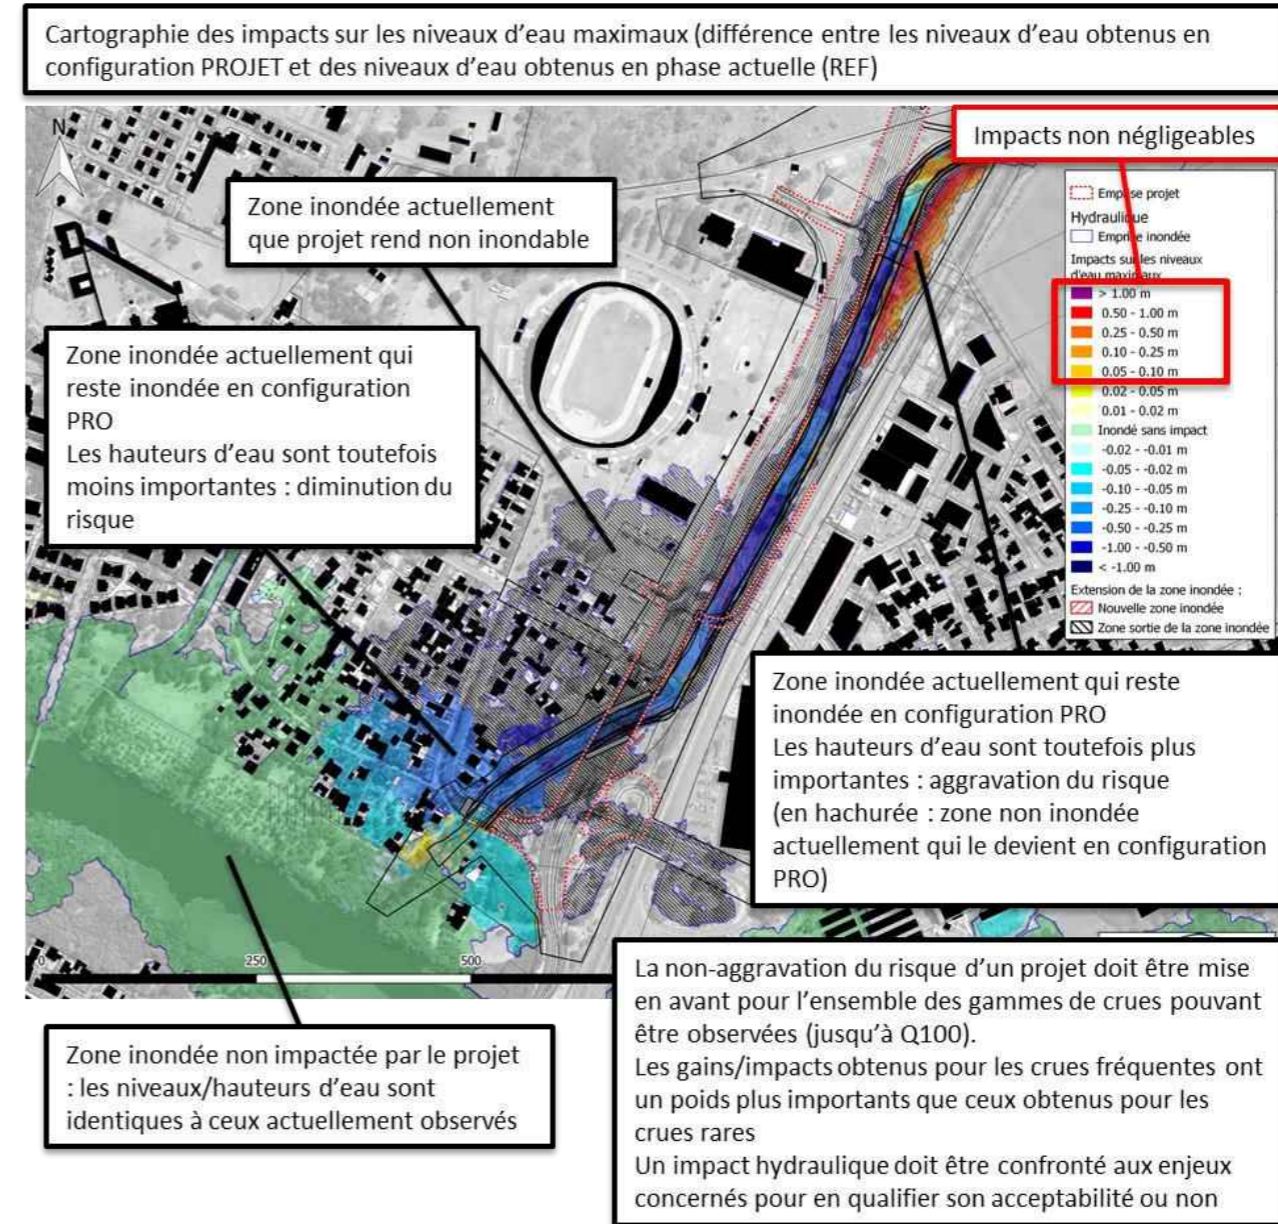 Cartographie des impacts sur les niveaux d'eau maximaux (différence entre les niveaux d'eau obtenus en
configuration PROJET et des niveaux d'eau obtenus en phase actuelle (REF)
N
Impacts non négligeables
Zone inondée actuellement
que projet rend non inondable
Emprise projet
Hydraulique
Emprise inondée
Impacts sur les niveaux
d'eau maximaux
> 1.00 m
0.50 - 1.00 m
0.25 - 0.50 m
0.10 - 0.25 m
0.05 - 0.10 m
0.02 - 0.05 m
0.01 - 0.02 m
Inondé sans impact
-0.02 - -0.01 m
-0.05 - -0.02 m
-0.10 - -0.05 m
-0.25 - -0.10 m
-0.50 - -0.25 m
-1.00 - -0.50 m
< -1.00 m
Extension de la zone inondée :
Nouvelle zone inondée
Zone sortie de la zone inondée
Zone inondée actuellement qui
reste inondée en configuration
PRO
Les hauteurs d'eau sont toutefois
moins importantes : diminution du
risque
Zone inondée actuellement qui reste
inondée en configuration PRO
Les hauteurs d'eau sont toutefois plus
importantes : aggravation du risque
(en hachurée : zone non inondée
actuellement qui le devient en configuration
PRO)
0
250
500
Zone inondée non impactée par le projet
: les niveaux/hauteurs d'eau sont
identiques à ceux actuellement observés
La non-aggravation du risque d'un projet doit être mise
en avant pour l'ensemble des gammes de crues pouvant
être observées (jusqu'à Q100).
Les gains/impacts obtenus pour les crues fréquentes ont
un poids plus importants que ceux obtenus pour les
crues rares
Un impact hydraulique doit être confronté aux enjeux
concernés pour en qualifier son acceptabilité ou non